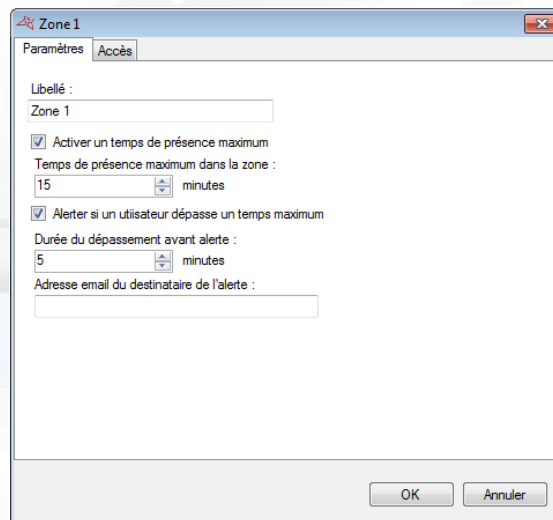 Zone 1
Paramètres Accès
Libellé :
Zone 1
Activer un temps de présence maximum
Temps de présence maximum dans la zone :
15 minutes
Alerter si un utiisateur dépasse un temps maximum
Durée du dépassement avant alerte :
5 minutes
Adresse email du destinataire de l'alerte :
OK Annuler